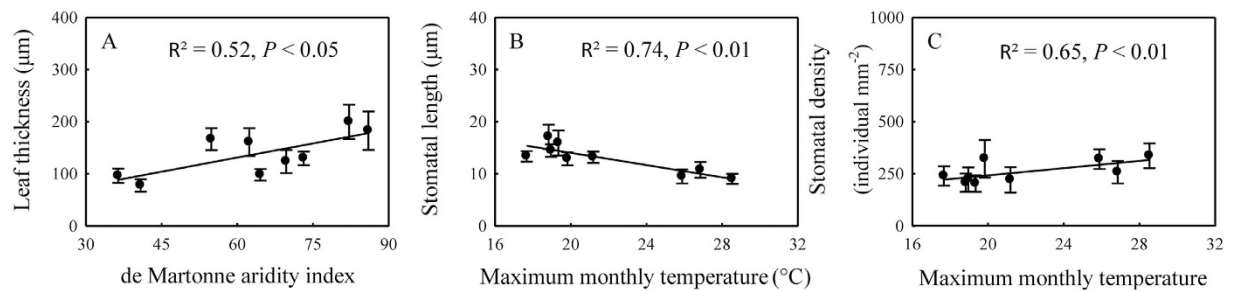 A
R² = 0.52, P < 0.05
Leaf thickness (μm)
400
300
200
100
0
30
45
60
75
90
de Martonne aridity index
B
R² = 0.74, P < 0.01
Stomatal length (μm)
40
30
20
10
0
16
20
24
28
32
Maximum monthly temperature (°C)
C
R² = 0.65, P < 0.01
Stomatal density
(individual mm⁻²)
1000
750
500
250
0
16
20
24
28
32
Maximum monthly temperature